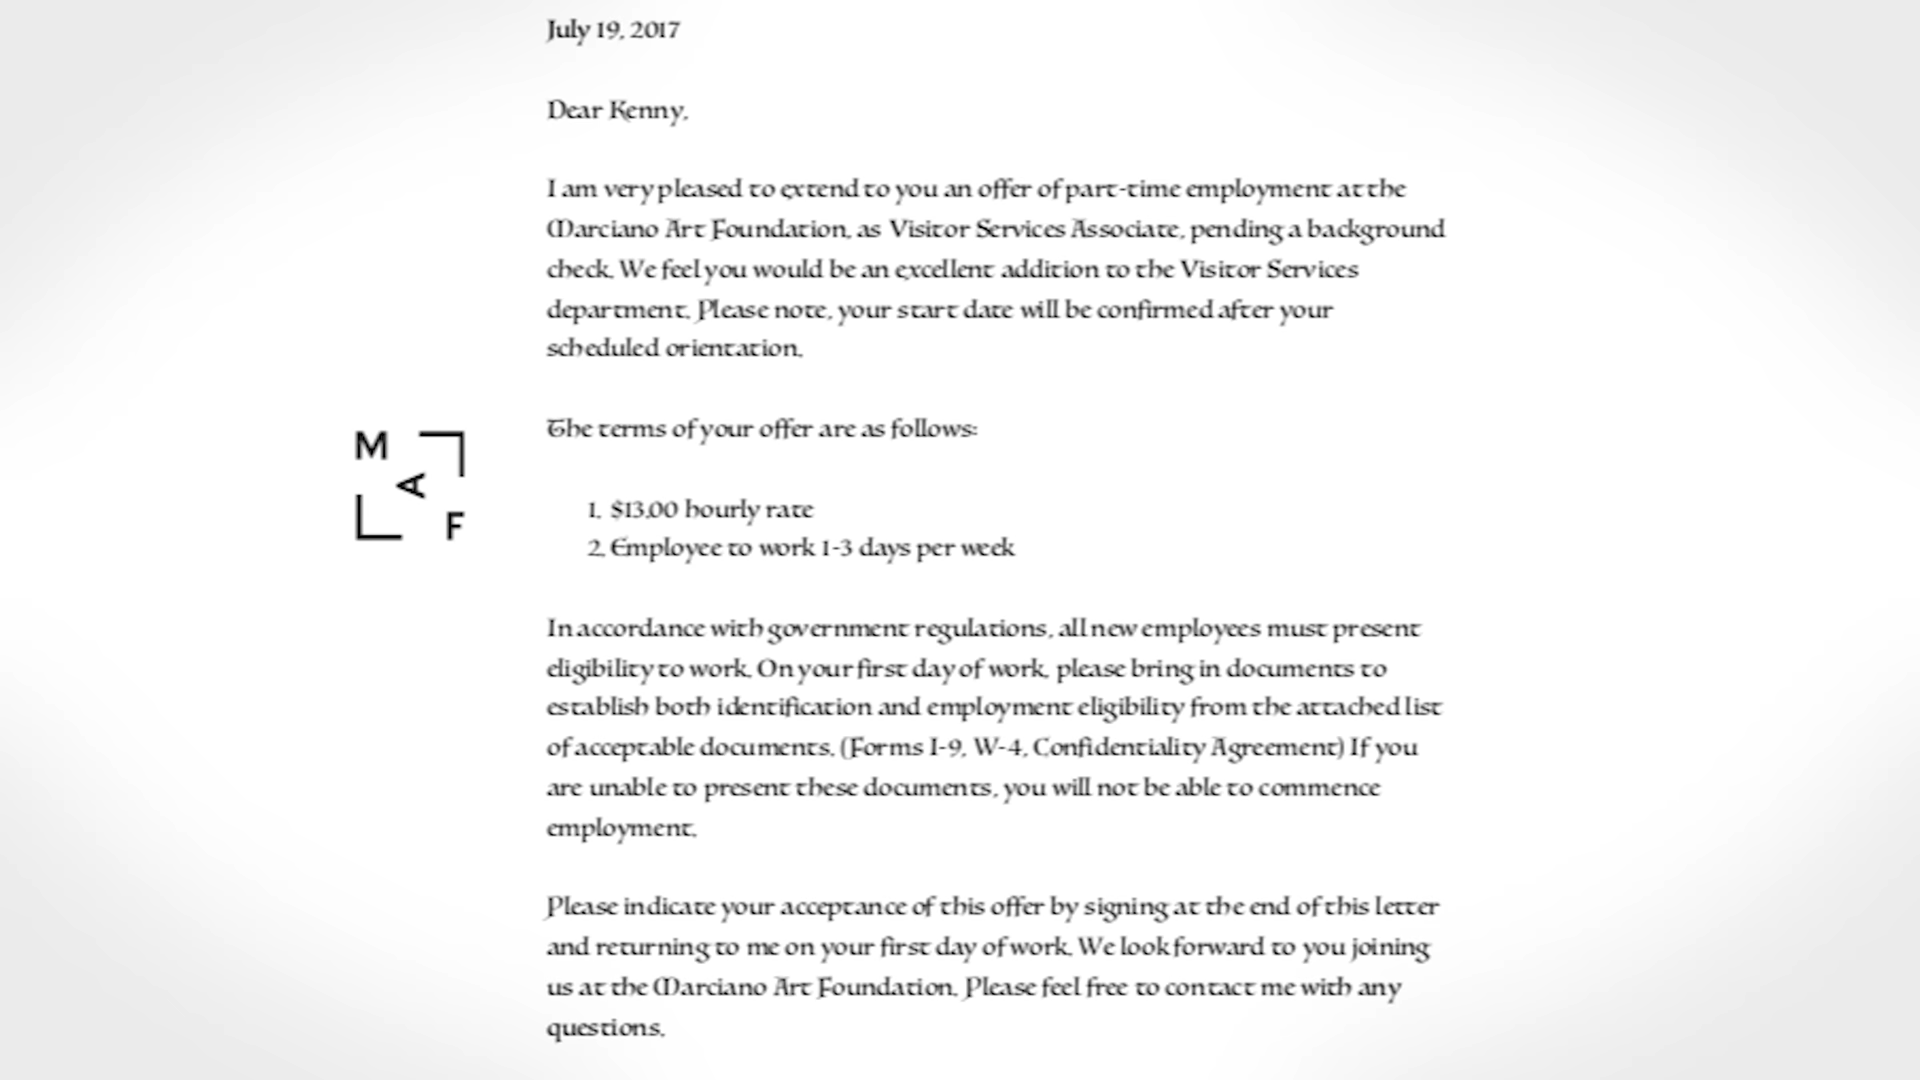 July 19, 2017
Dear Kenny,
I am very pleased to extend to you an offer of part-time employment at the
Marciano Art Foundation, as Visitor Services Associate, pending a background
check. We feel you would be an excellent addition to the Visitor Services
department. Please note, your start date will be confirmed after your
scheduled orientation.
The terms of your offer are as follows:
1. $13.00 hourly rate
2. Employee to work 1-3 days per week
M
A
F
In accordance with government regulations, all new employees must present
eligibility to work. On your first day of work, please bring in documents to
establish both identification and employment eligibility from the attached list
of acceptable documents. (Forms I-9, W-4, Confidentiality Agreement) If you
are unable to present these documents, you will not be able to commence
employment.
Please indicate your acceptance of this offer by signing at the end of this letter
and returning to me on your first day of work. We look forward to you joining
us at the Marciano Art Foundation. Please feel free to contact me with any
questions.